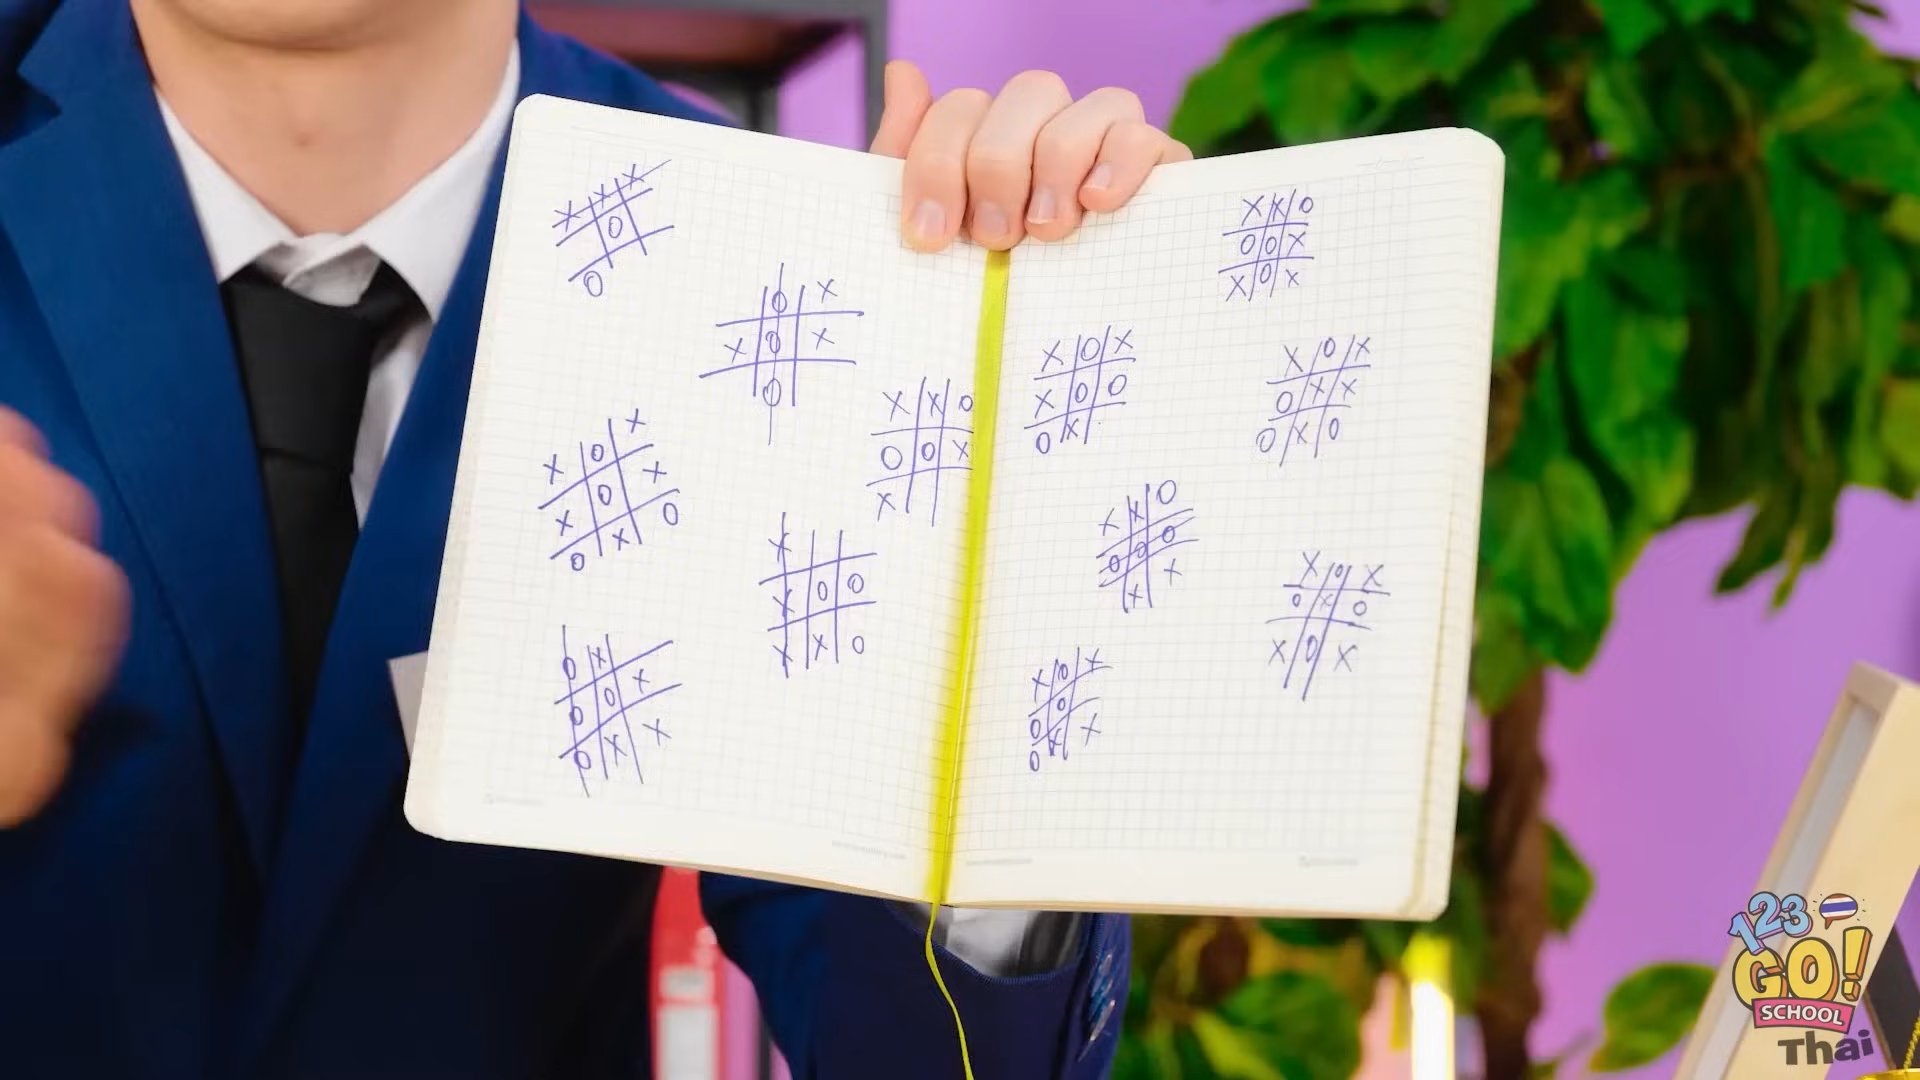 X X X
O
O
O X
X O X
O
X X O
O O X
X
X O X
X O X
O X O
X
X O O
X X O
O X
O O X
O X X
X X O
O O X
X O X
X O X
X O O
O X
X O X
O X X
O X O
X X O
O O O
X X
X O X
O X O
X O X
X O X
O O
O X X
123
GO!
SCHOOL
Thai